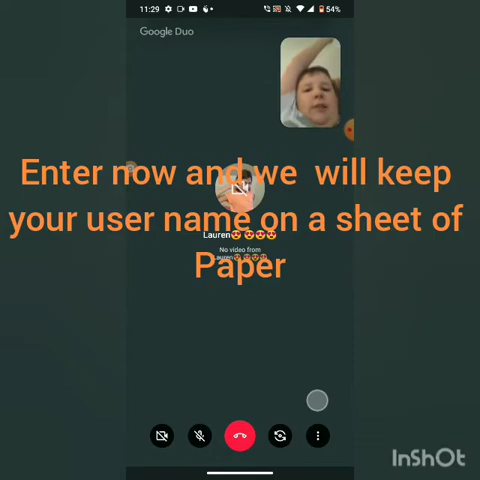 11:29
54%
Google Duo
Enter now and we will keep
your user name on a sheet of
Paper
Lauren😍😍😍😍
No video from
Lauren😍😍😍😍
InShOt